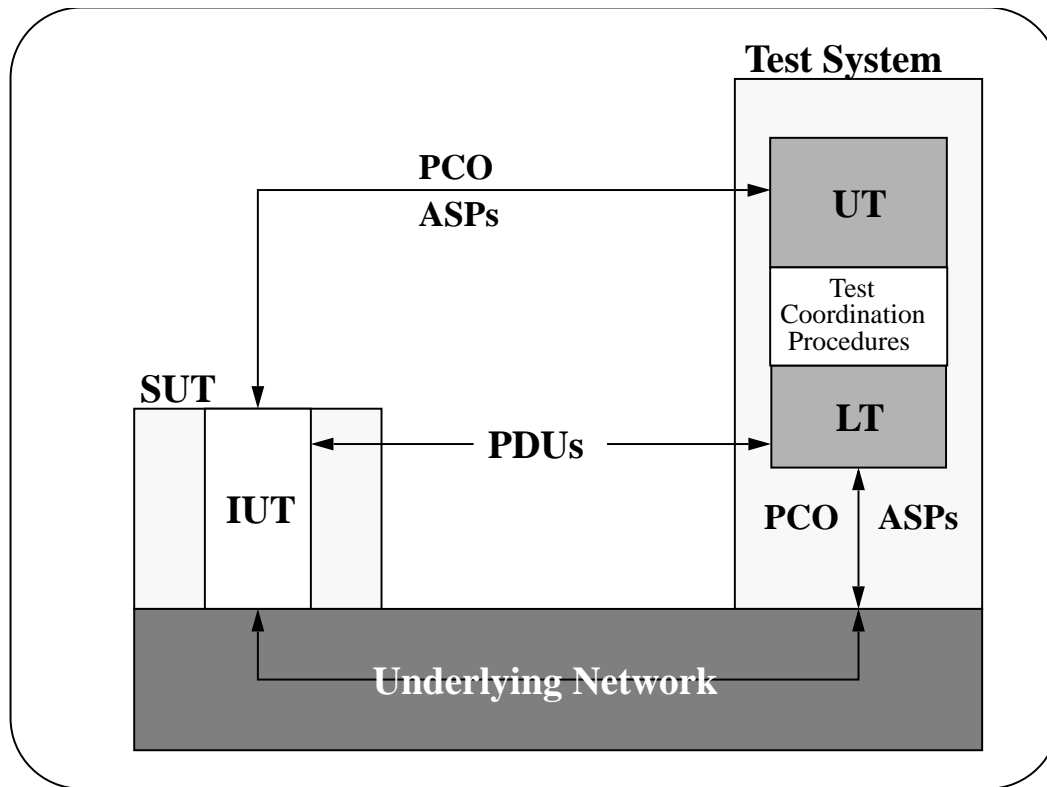 Test System
PCO
ASPs
UT
Test
Coordination
Procedures
SUT
LT
PDUs
IUT
PCO
ASPs
Underlying Network